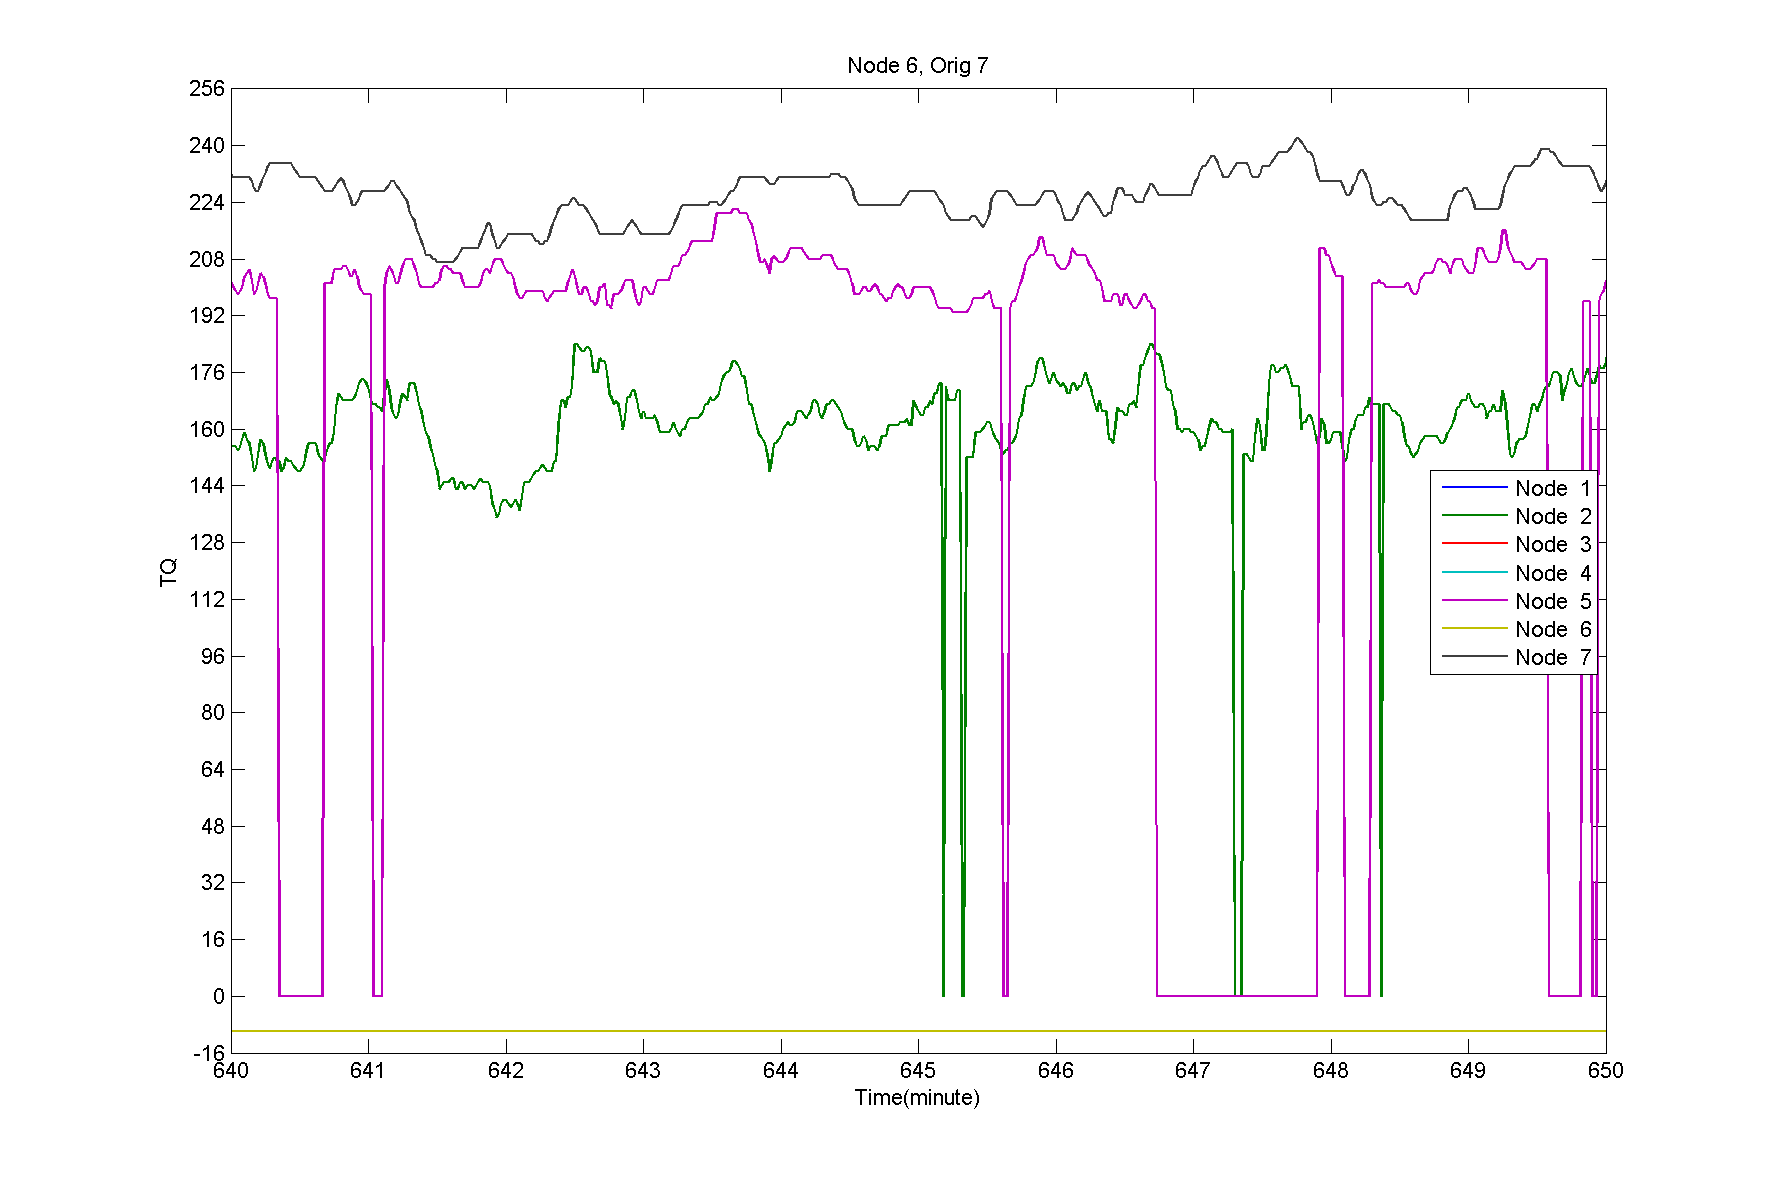 Node 6, Orig 7
256
240
224
208
192
176
160
144
128
112
96
80
64
48
32
16
0
-16
TQ
Node 1
Node 2
Node 3
Node 4
Node 5
Node 6
Node 7
640 641 642 643 644 645 646 647 648 649 650
Time(minute)